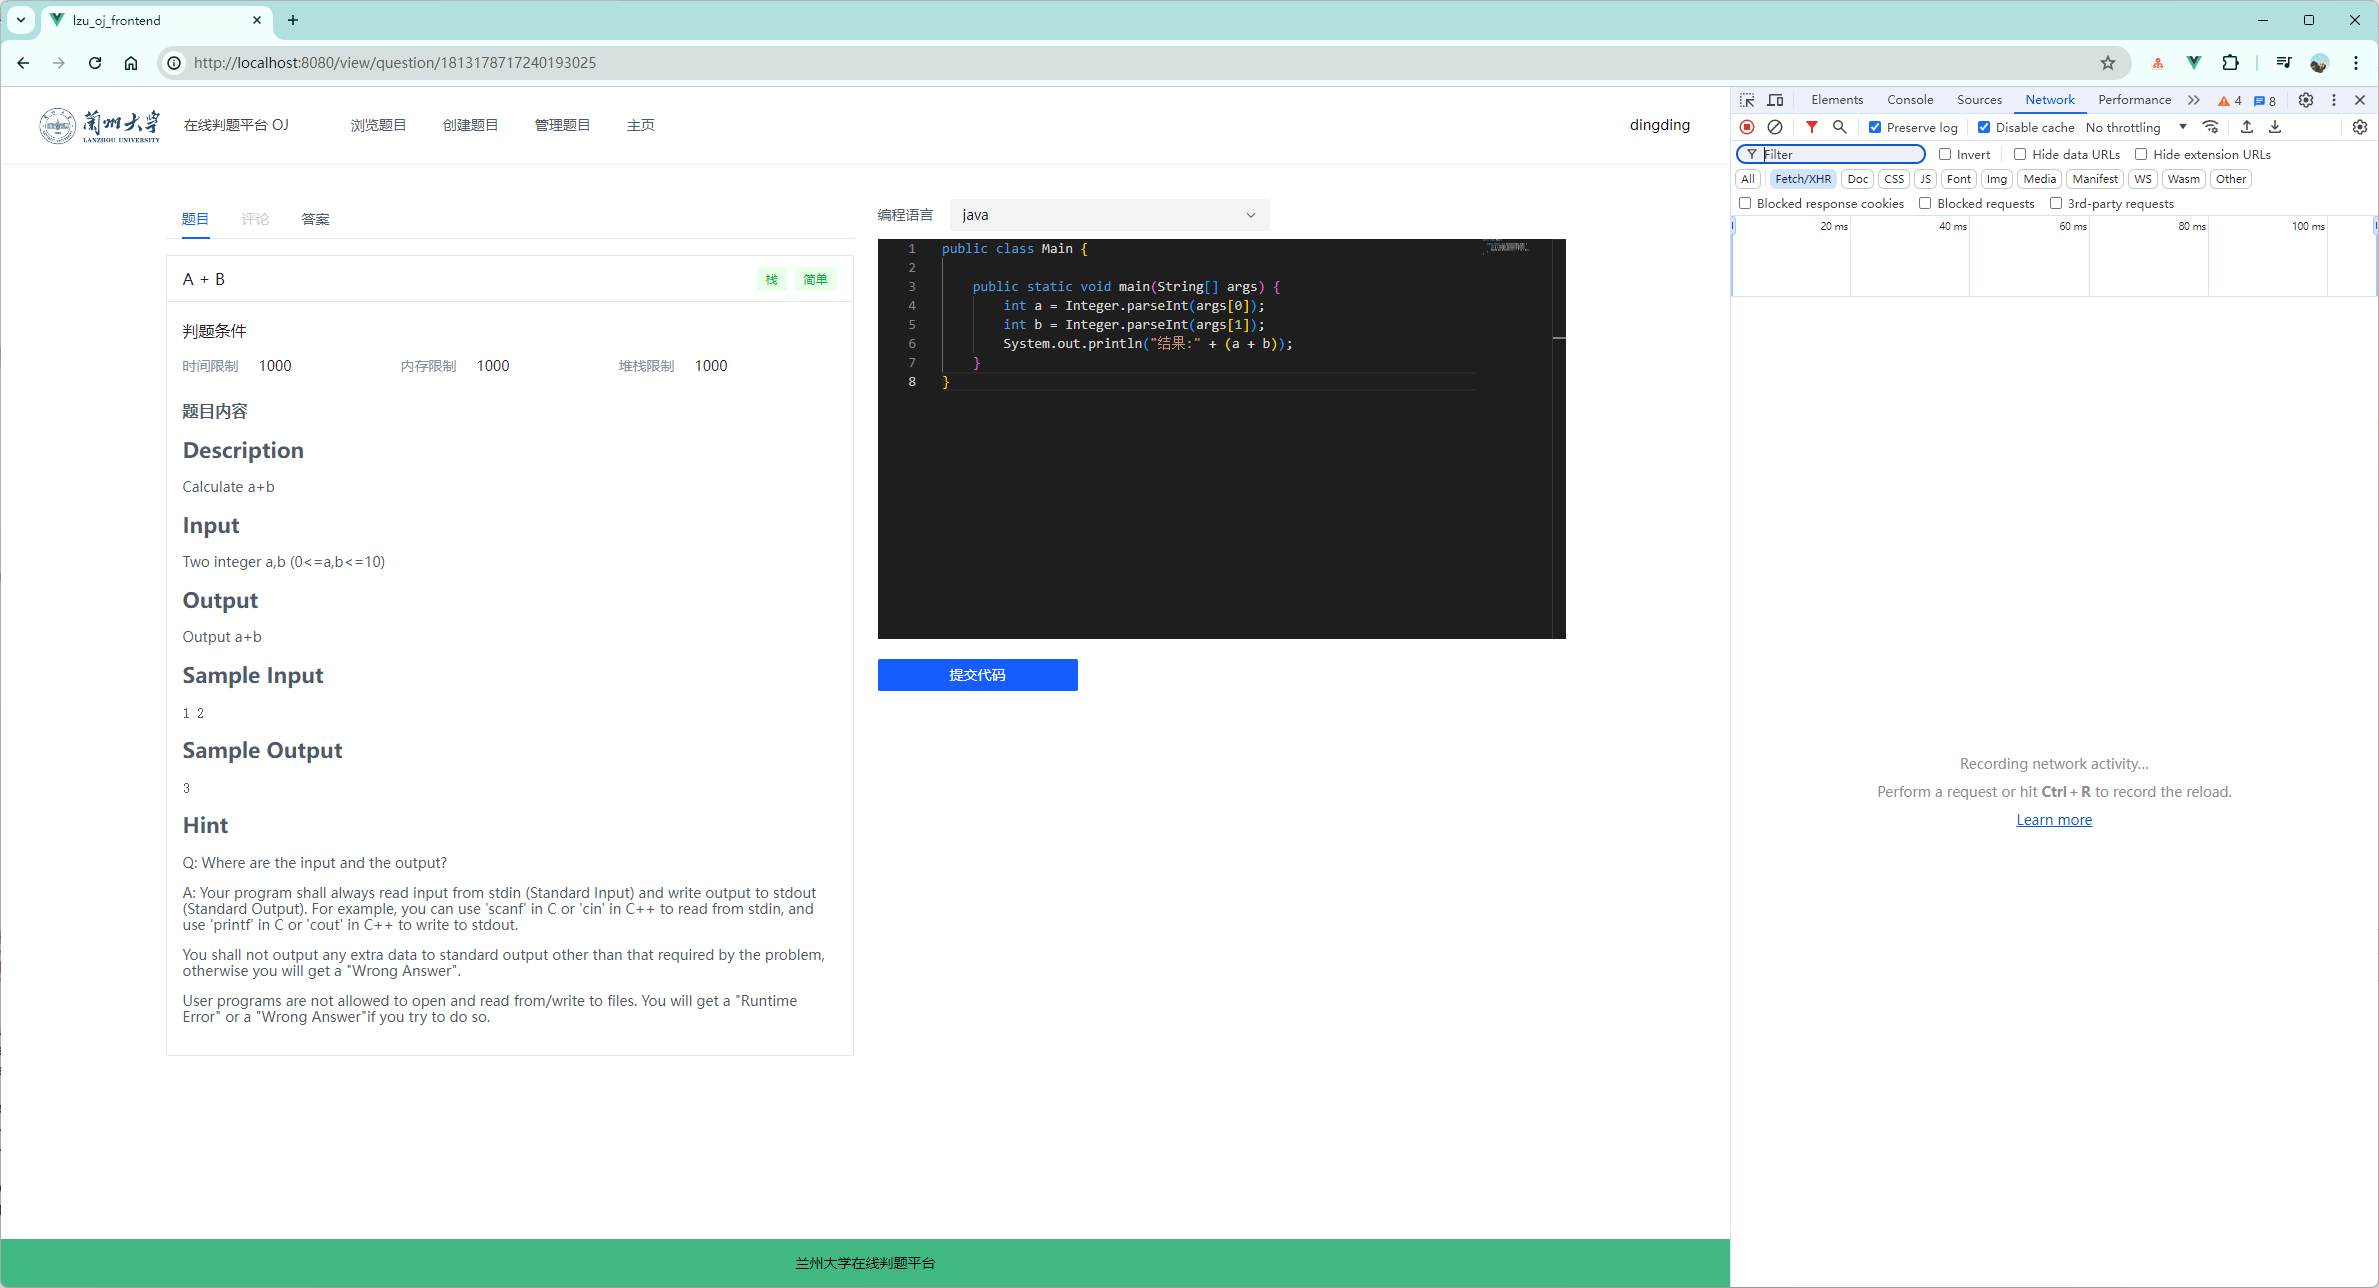 lzu_oj_frontend
http://localhost:8080/view/question/1813178717240193025
蘭州大学
LANZHOU UNIVERSITY
在线判题平台 OJ
浏览题目
创建题目
管理题目
主页
dingding
题目
评论
答案
A + B
栈
简单
判题条件
时间限制 1000
内存限制 1000
堆栈限制 1000
题目内容
Description
Calculate a+b
Input
Two integer a,b (0<=a,b<=10)
Output
Output a+b
Sample Input
1 2
Sample Output
3
Hint
Q: Where are the input and the output?
A: Your program shall always read input from stdin (Standard Input) and write output to stdout
(Standard Output). For example, you can use 'scanf' in C or 'cin' in C++ to read from stdin, and
use 'printf' in C or 'cout' in C++ to write to stdout.
You shall not output any extra data to standard output other than that required by the problem,
otherwise you will get a "Wrong Answer".
User programs are not allowed to open and read from/write to files. You will get a "Runtime
Error" or a "Wrong Answer"if you try to do so.
编程语言
java
1 public class Main {
2
3 public static void main(String[] args) {
4 int a = Integer.parseInt(args[0]);
5 int b = Integer.parseInt(args[1]);
6 System.out.println("结果:" + (a + b));
7 }
8 }
提交代码
Elements Console Sources Network Performance 4 8
Preserve log Disable cache No throttling
Filter Invert Hide data URLs Hide extension URLs
All Fetch/XHR Doc CSS JS Font Img Media Manifest WS Wasm Other
Blocked response cookies Blocked requests 3rd-party requests
20 ms 40 ms 60 ms 80 ms 100 ms
Recording network activity...
Perform a request or hit Ctrl + R to record the reload.
Learn more
兰州大学在线判题平台